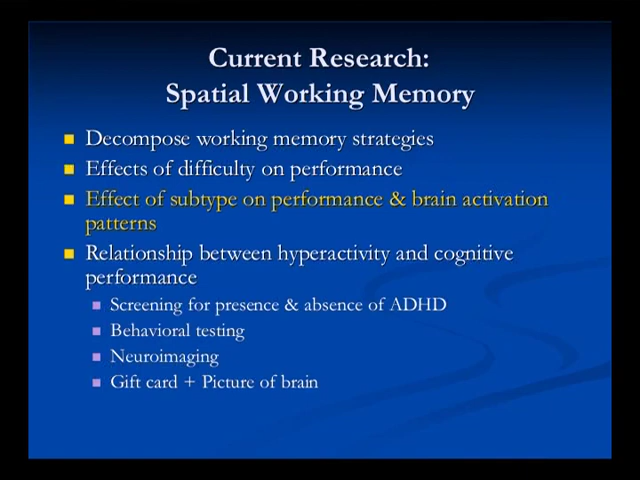 Current Research:
Spatial Working Memory
Decompose working memory strategies
Effects of difficulty on performance
Effect of subtype on performance & brain activation
patterns
Relationship between hyperactivity and cognitive
performance
Screening for presence & absence of ADHD
Behavioral testing
Neuroimaging
Gift card + Picture of brain